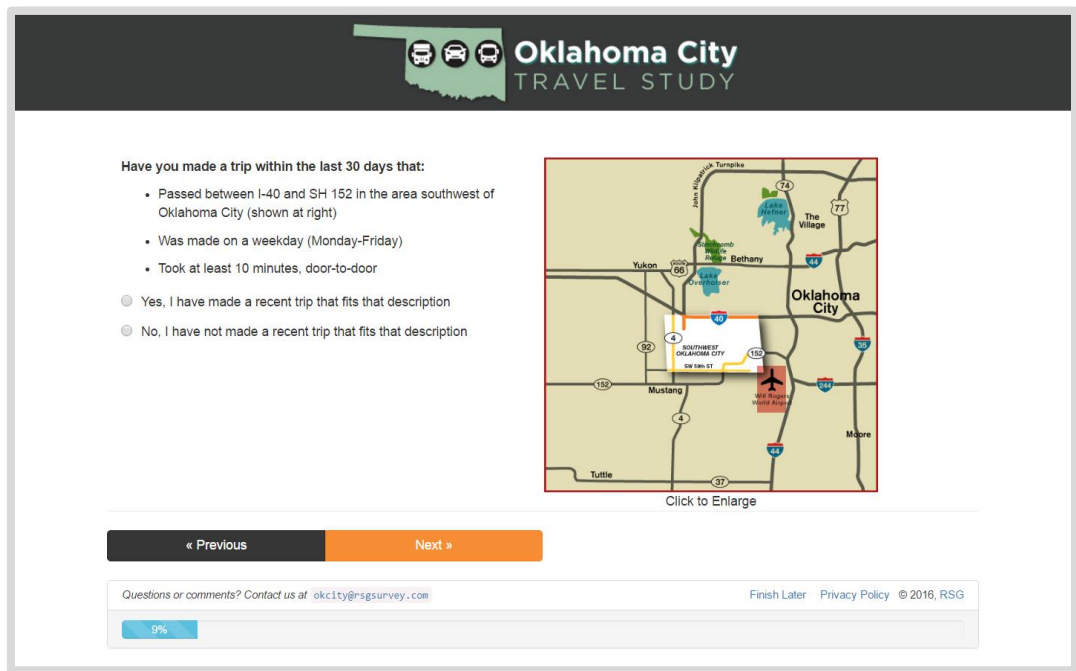 Oklahoma City
TRAVEL STUDY
Have you made a trip within the last 30 days that:
• Passed between I-40 and SH 152 in the area southwest of
Oklahoma City (shown at right)
• Was made on a weekday (Monday-Friday)
• Took at least 10 minutes, door-to-door
Yes, I have made a recent trip that fits that description
No, I have not made a recent trip that fits that description
John Kilpatrick Turnpike
74
Lake
Hefner
77
The
Village
Stinchcomb
Wildlife
Refuge
Bethany
44
Yukon
66
Lake
Overholser
Oklahoma
City
40
4
92
SOUTHWEST
OKLAHOMA CITY
152
35
SW 59th ST
152
Mustang
244
Will Rogers
World Airport
4
Moore
44
Tuttle
37
Click to Enlarge
« Previous
Next »
Questions or comments? Contact us at okcity@rsgsurvey.com
Finish Later Privacy Policy © 2016, RSG
9%